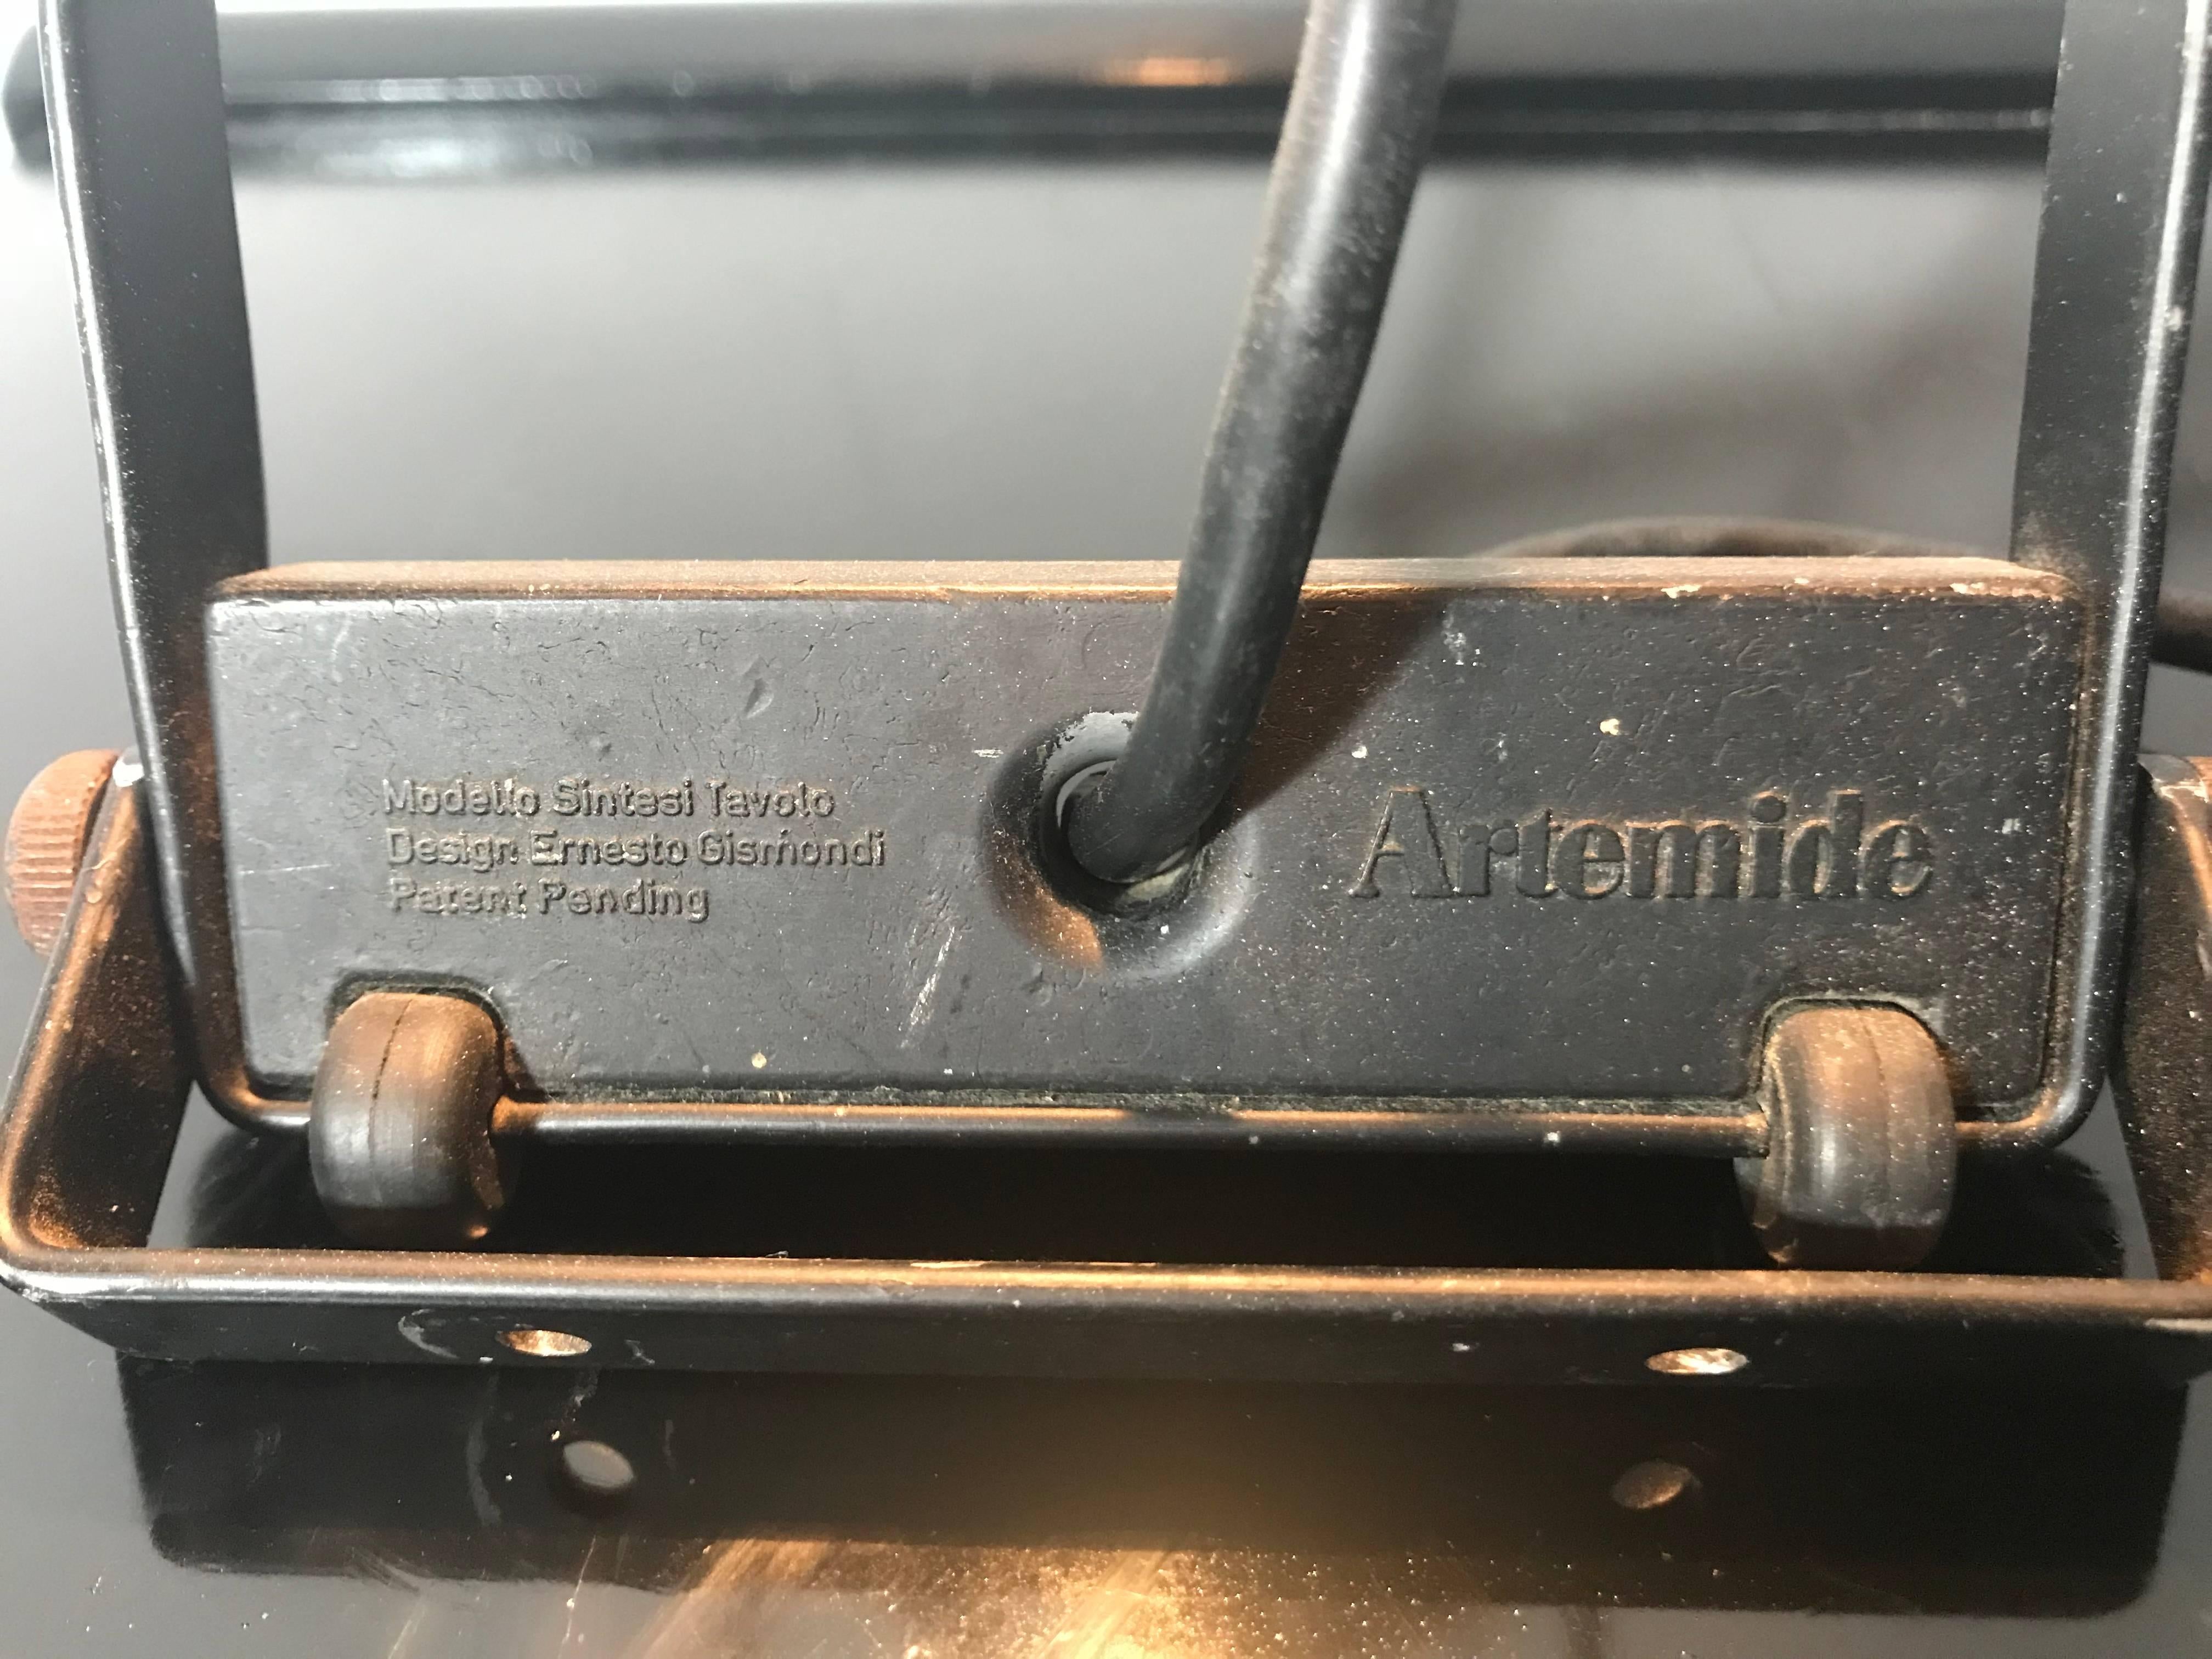 Modello Sintesi Tavolo
Design Ernesto Gismondi
Patent Pending
Artemide